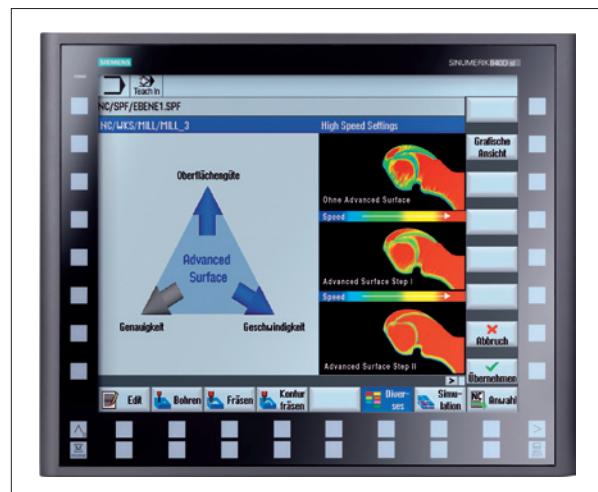 SIEMENS
SINUMERIK 840D sl
Teach In
NC/SPF/EBENE1.SPF
NC/WKS/MILL/MILL_3
High Speed Settings
Grafische
Ansicht
Oberflächengüte
Advanced
Surface
Genauigkeit
Geschwindigkeit
Ohne Advanced Surface
Speed
Advanced Surface Step I
Speed
Advanced Surface Step II
Abbruch
Übernehmen
Edit
Bohren
Fräsen
Kontur
fräsen
Diver-
ses
Simu-
lation
NC
Anwahl